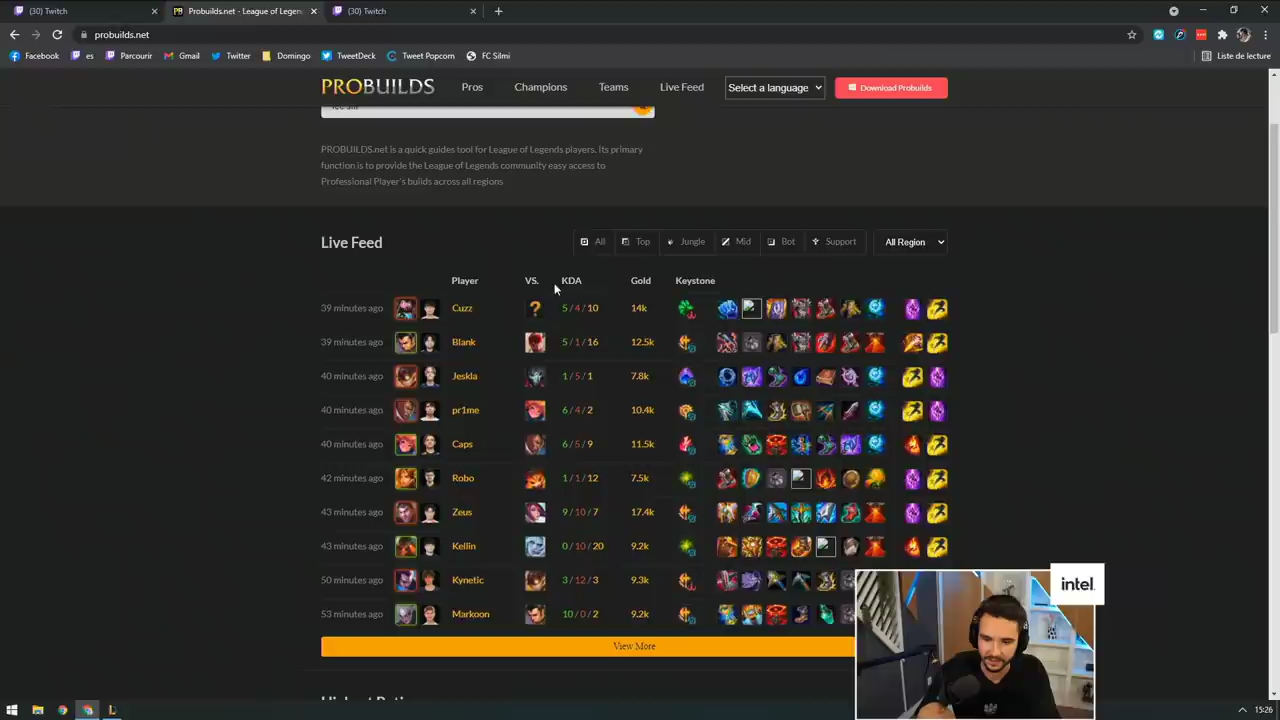 (30) Twitch
Probuilds.net - League of Legen
(30) Twitch
probuilds.net
Facebook
es
Parcourir
Gmail
Twitter
Domingo
TweetDeck
Twitch Popcorn
FC Silmi
Liste de lecture
PROBUILDS
Pros
Champions
Teams
Live Feed
Select a language
Download Probuilds
PROBUILDS.net is a quick guides tool for League of Legends players. Its primary
function is to provide the League of Legends community easy access to
Professional Player's builds across all regions
Live Feed
All
Top
Jungle
Mid
Bot
Support
All Region
Player VS. KDA Gold Keystone
39 minutes ago Cuzz ? 5 / 4 / 10 14k
39 minutes ago Blank 5 / 1 / 16 12.5k
40 minutes ago Jeskla 1 / 5 / 1 7.8k
40 minutes ago pr1me 6 / 4 / 2 10.4k
40 minutes ago Caps 6 / 5 / 9 11.5k
42 minutes ago Robo 1 / 1 / 12 7.5k
43 minutes ago Zeus 9 / 10 / 7 17.4k
43 minutes ago Kellin 0 / 10 / 20 9.2k
50 minutes ago Kynetic 3 / 12 / 3 9.3k
53 minutes ago Markoon 10 / 0 / 2 9.2k
View More
intel.
15:26